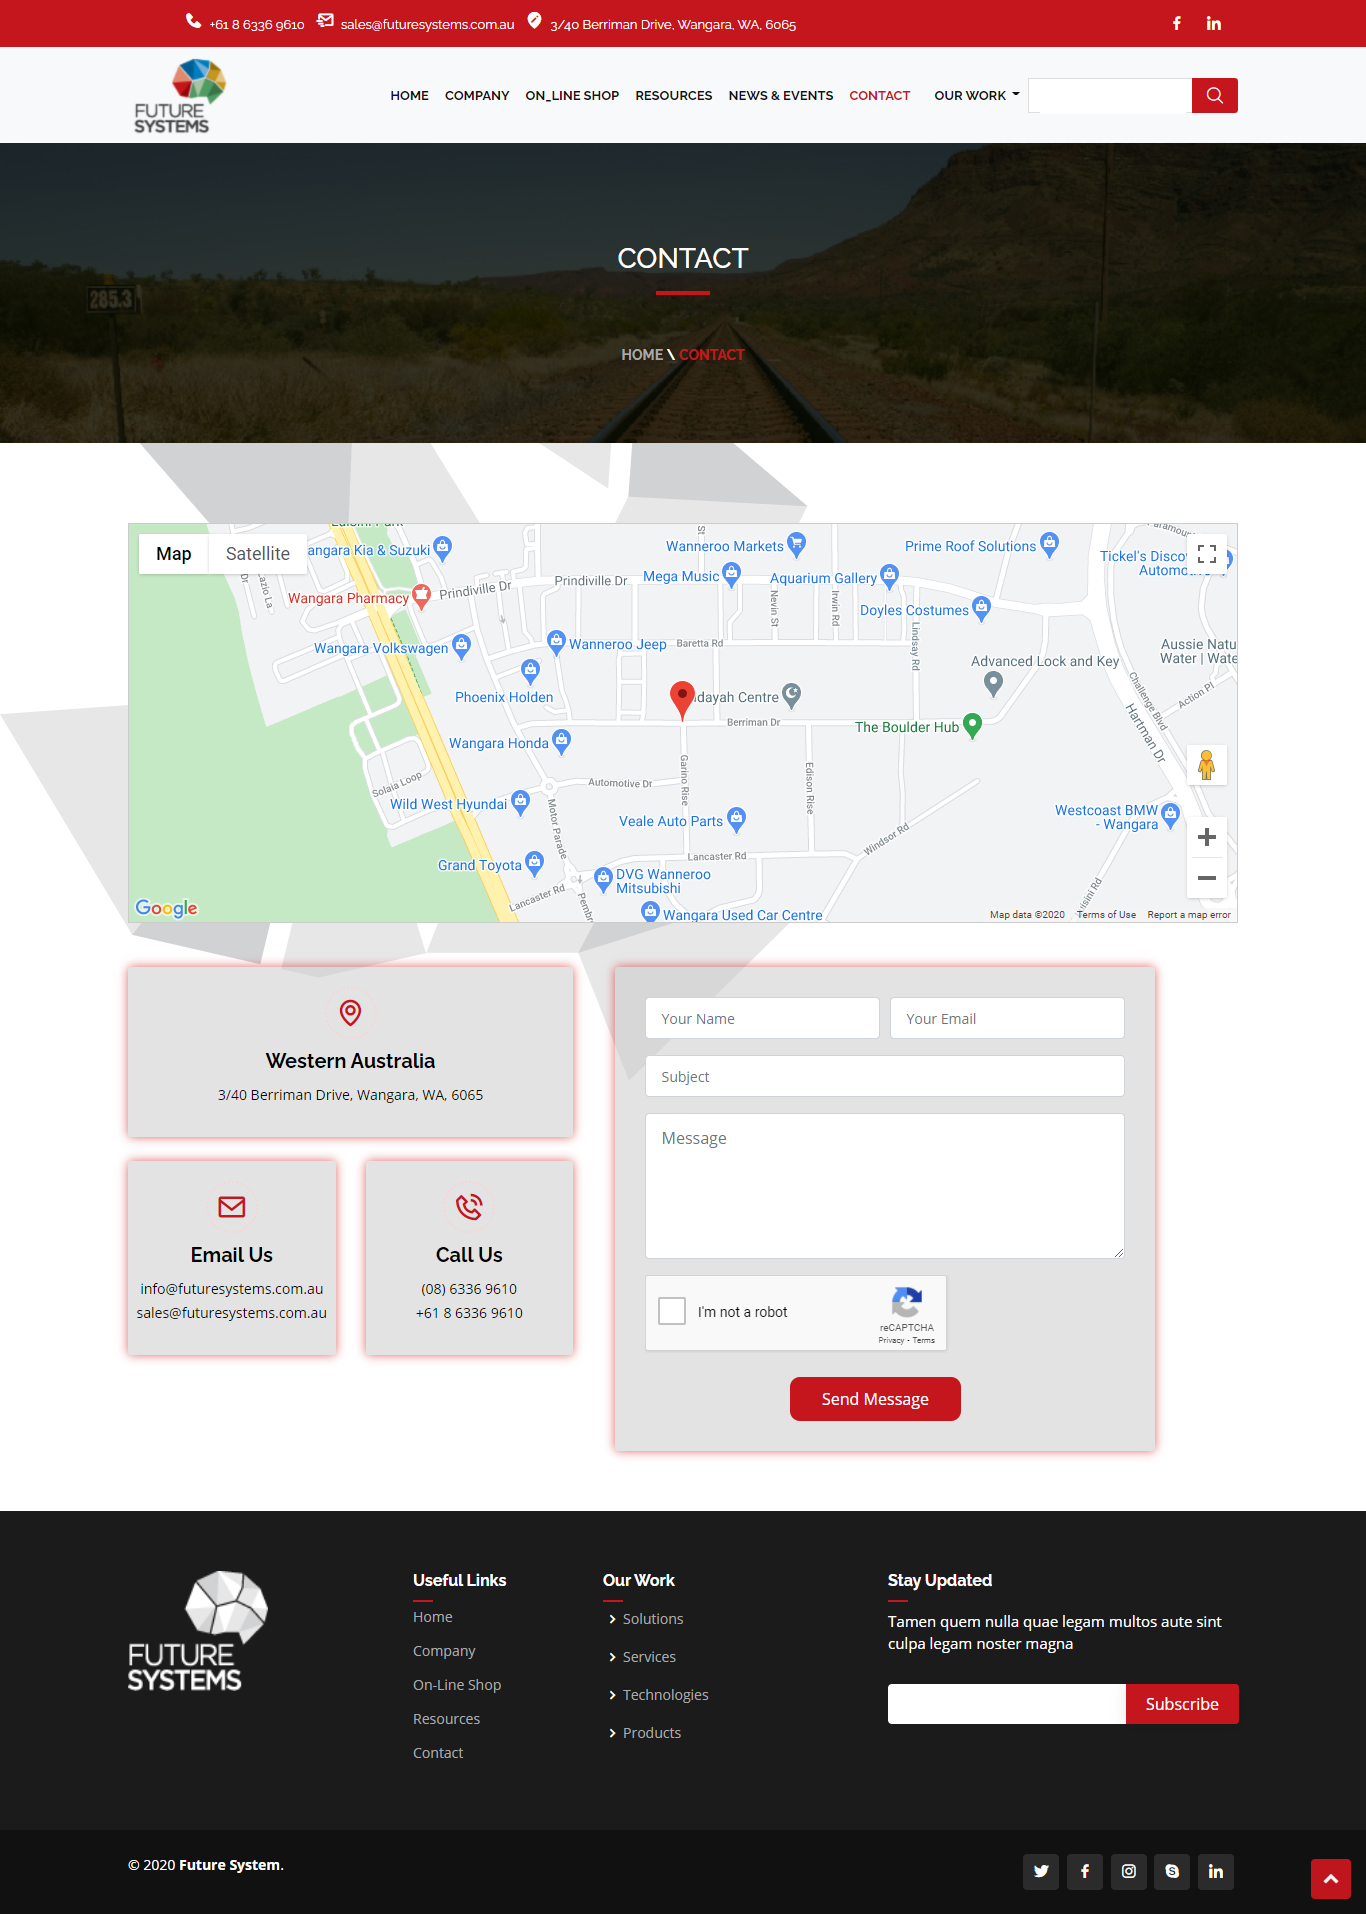 +61 8 6336 9610 sales@futuresystems.com.au 3/40 Berriman Drive, Wangara, WA, 6065
FUTURE
SYSTEMS
HOME COMPANY ON_LINE SHOP RESOURCES NEWS & EVENTS CONTACT OUR WORK
285.3
CONTACT
HOME \ CONTACT
Map Satellite
angara Kia & Suzuki
Wanneroo Markets
Prime Roof Solutions
Tickel's Disco
Automotiv
Mega Music
Aquarium Gallery
Prindiville Dr
Prindiville Dr
Wangara Pharmacy
Doyles Costumes
Nevin St
Irwin Rd
Lindsay Rd
Wangara Volkswagen
Wanneroo Jeep
Baretta Rd
Aussie Natu
Water | Wate
Advanced Lock and Key
Phoenix Holden
idayah Centre
Challenge Blvd
Action Pl
Hartman Dr
Berriman Dr
The Boulder Hub
Wangara Honda
Garino Rise
Edison Rise
Solaia Loop
Automotive Dr
Wild West Hyundai
Motor Parade
Veale Auto Parts
Westcoast BMW
- Wangara
Windsor Rd
Lancaster Rd
Grand Toyota
DVG Wanneroo
Mitsubishi
Lancaster Rd
Wangara Used Car Centre
Google
Map data ©2020 Terms of Use Report a map error
Western Australia
3/40 Berriman Drive, Wangara, WA, 6065
Email Us
info@futuresystems.com.au
sales@futuresystems.com.au
Call Us
(08) 6336 9610
+61 8 6336 9610
Your Name Your Email
Subject
Message
I'm not a robot
reCAPTCHA
Privacy - Terms
Send Message
FUTURE
SYSTEMS
Useful Links
Home
Company
On-Line Shop
Resources
Contact
Our Work
Solutions
Services
Technologies
Products
Stay Updated
Tamen quem nulla quae legam multos aute sint
culpa legam noster magna
Subscribe
© 2020 Future System.